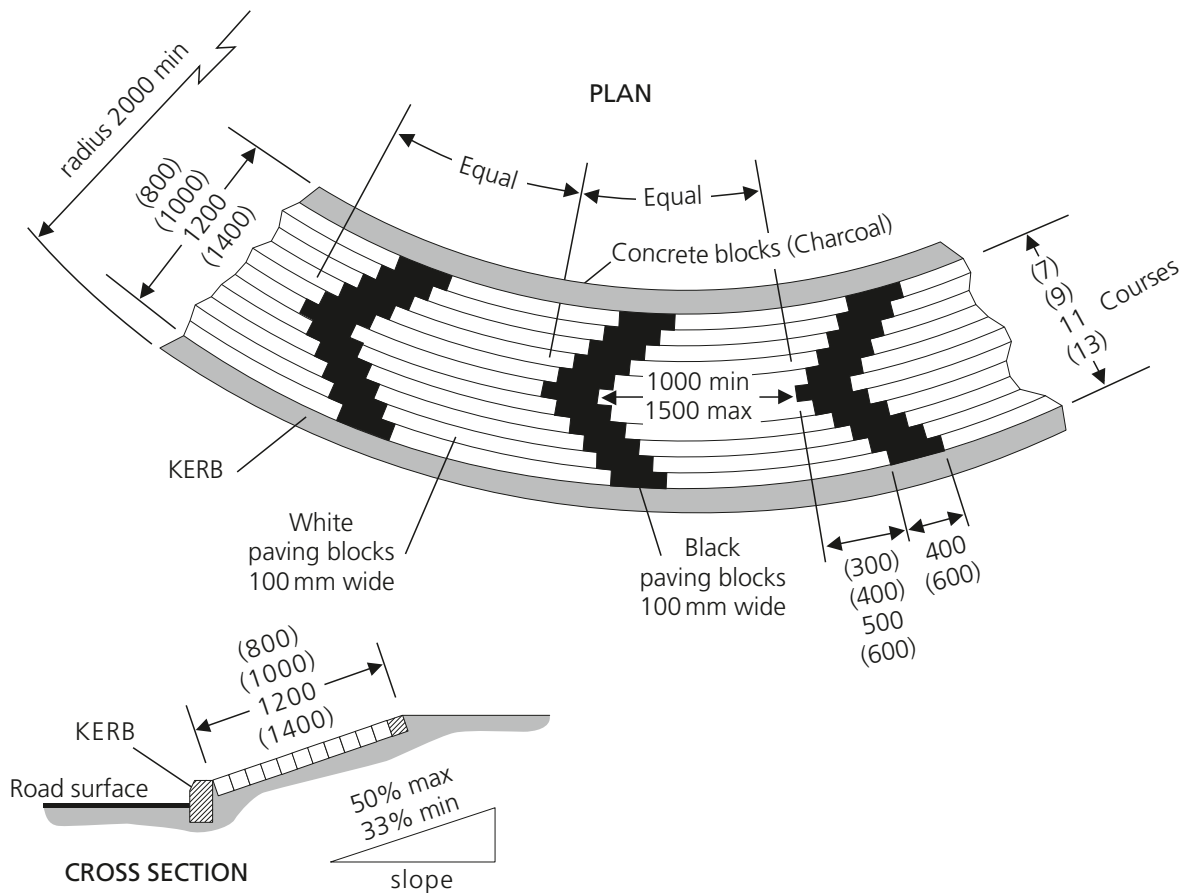 PLAN
radius 2000 min
(800)
(1000)
1200
(1400)
Equal
Equal
Concrete blocks (Charcoal)
(7)
(9)
11
(13)
Courses
1000 min
1500 max
KERB
White
paving blocks
100 mm wide
Black
paving blocks
100 mm wide
(300)
(400)
500
(600)
400
(600)
(800)
(1000)
1200
(1400)
KERB
Road surface
50% max
33% min
slope
CROSS SECTION